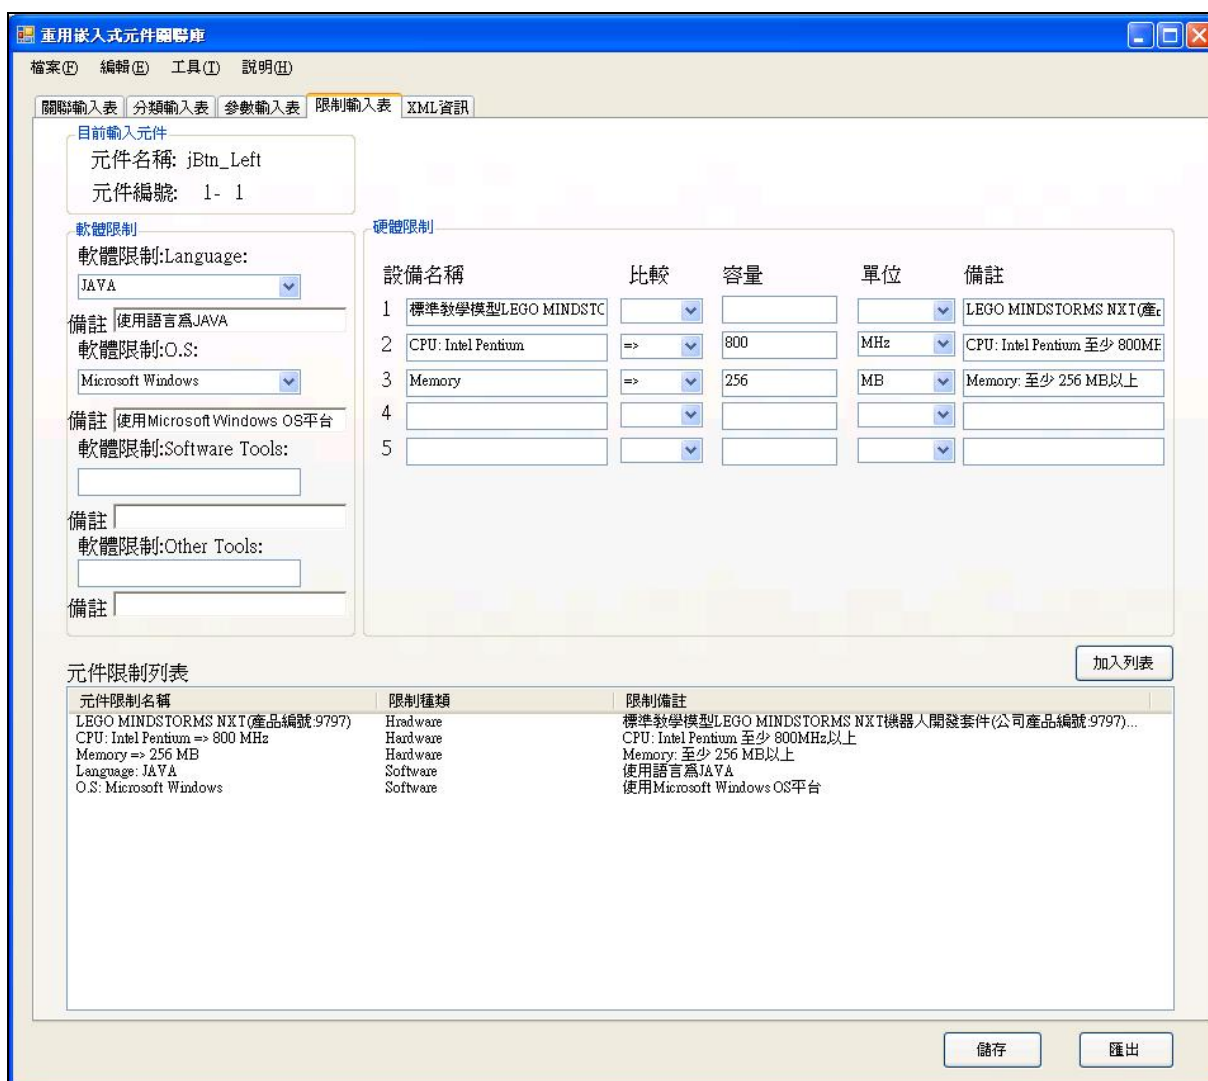 重用嵌入式元件關聯庫
檔案(F) 編輯(E) 工具(T) 說明(H)
關聯輸入表 分類輸入表 參數輸入表 限制輸入表 XML資訊
目前輸入元件
元件名稱: jBtn_Left
元件編號: 1- 1
軟體限制
軟體限制:Language:
JAVA
備註 使用語言爲JAVA
軟體限制:O.S:
Microsoft Windows
備註 使用Microsoft Windows OS平台
軟體限制:Software Tools:
備註
軟體限制:Other Tools:
備註
硬體限制
設備名稱 比較 容量 單位 備註
1 標準教學模型LEGO MINDSTC LEGO MINDSTORMS NXT(產
2 CPU: Intel Pentium => 800 MHz CPU: Intel Pentium 至少 800MH
3 Memory => 256 MB Memory: 至少 256 MB以上
4
5
加入列表
元件限制列表
元件限制名稱 限制種類 限制備註
LEGO MINDSTORMS NXT(產品編號:9797) Hradware 標準教學模型LEGO MINDSTORMS NXT機器人開發套件(公司產品編號:9797)...
CPU: Intel Pentium => 800 MHz Hardware CPU: Intel Pentium 至少 800MHz以上
Memory => 256 MB Hardware Memory: 至少 256 MB以上
Language: JAVA Software 使用語言爲JAVA
O.S: Microsoft Windows Software 使用Microsoft Windows OS平台
儲存 匯出